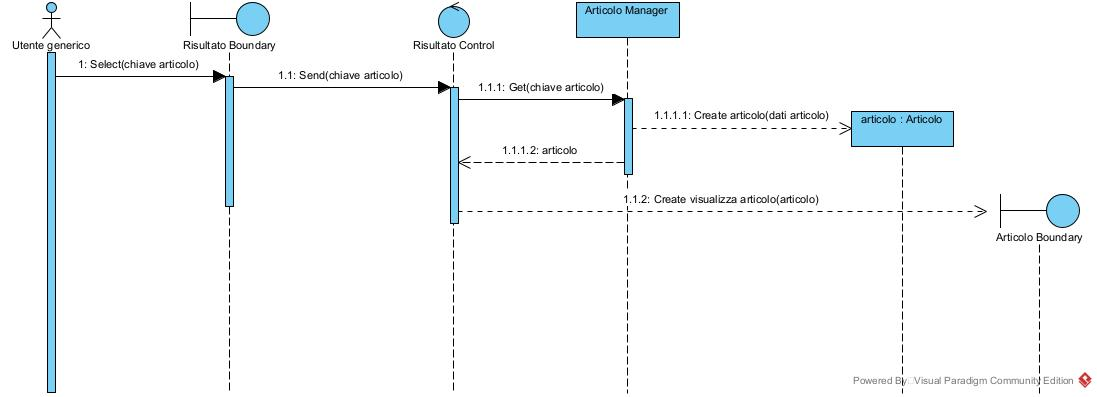 Utente generico
Risultato Boundary
Risultato Control
Articolo Manager
1: Select(chiave articolo)
1.1: Send(chiave articolo)
1.1.1: Get(chiave articolo)
1.1.1.1: Create articolo(dati articolo)
articolo : Articolo
1.1.1.2: articolo
1.1.2: Create visualizza articolo(articolo)
Articolo Boundary
Powered By Visual Paradigm Community Edition